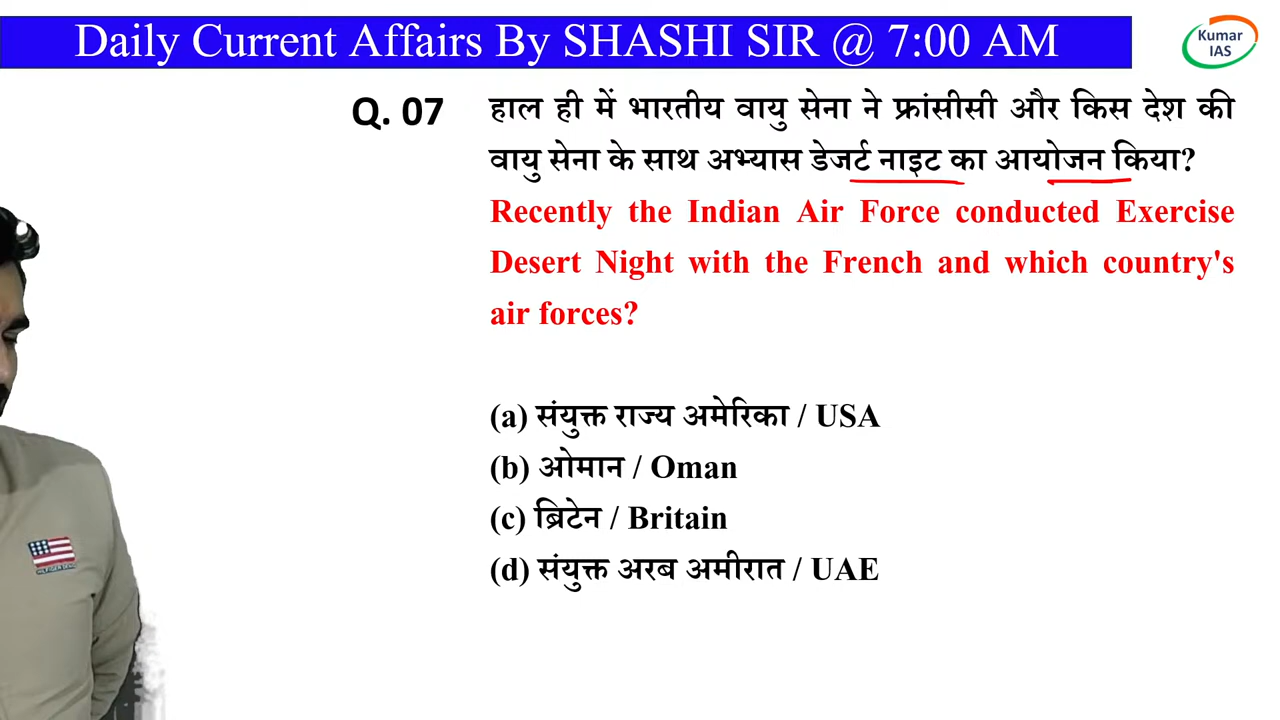 Daily Current Affairs By SHASHI SIR @ 7:00 AM
Kumar
IAS
Q. 07
हाल ही में भारतीय वायु सेना ने फ्रांसीसी और किस देश की
वायु सेना के साथ अभ्यास डेजर्ट नाइट का आयोजन किया?
Recently the Indian Air Force conducted Exercise
Desert Night with the French and which country's
air forces?
(a) संयुक्त राज्य अमेरिका / USA
(b) ओमान / Oman
(c) ब्रिटेन / Britain
(d) संयुक्त अरब अमीरात / UAE